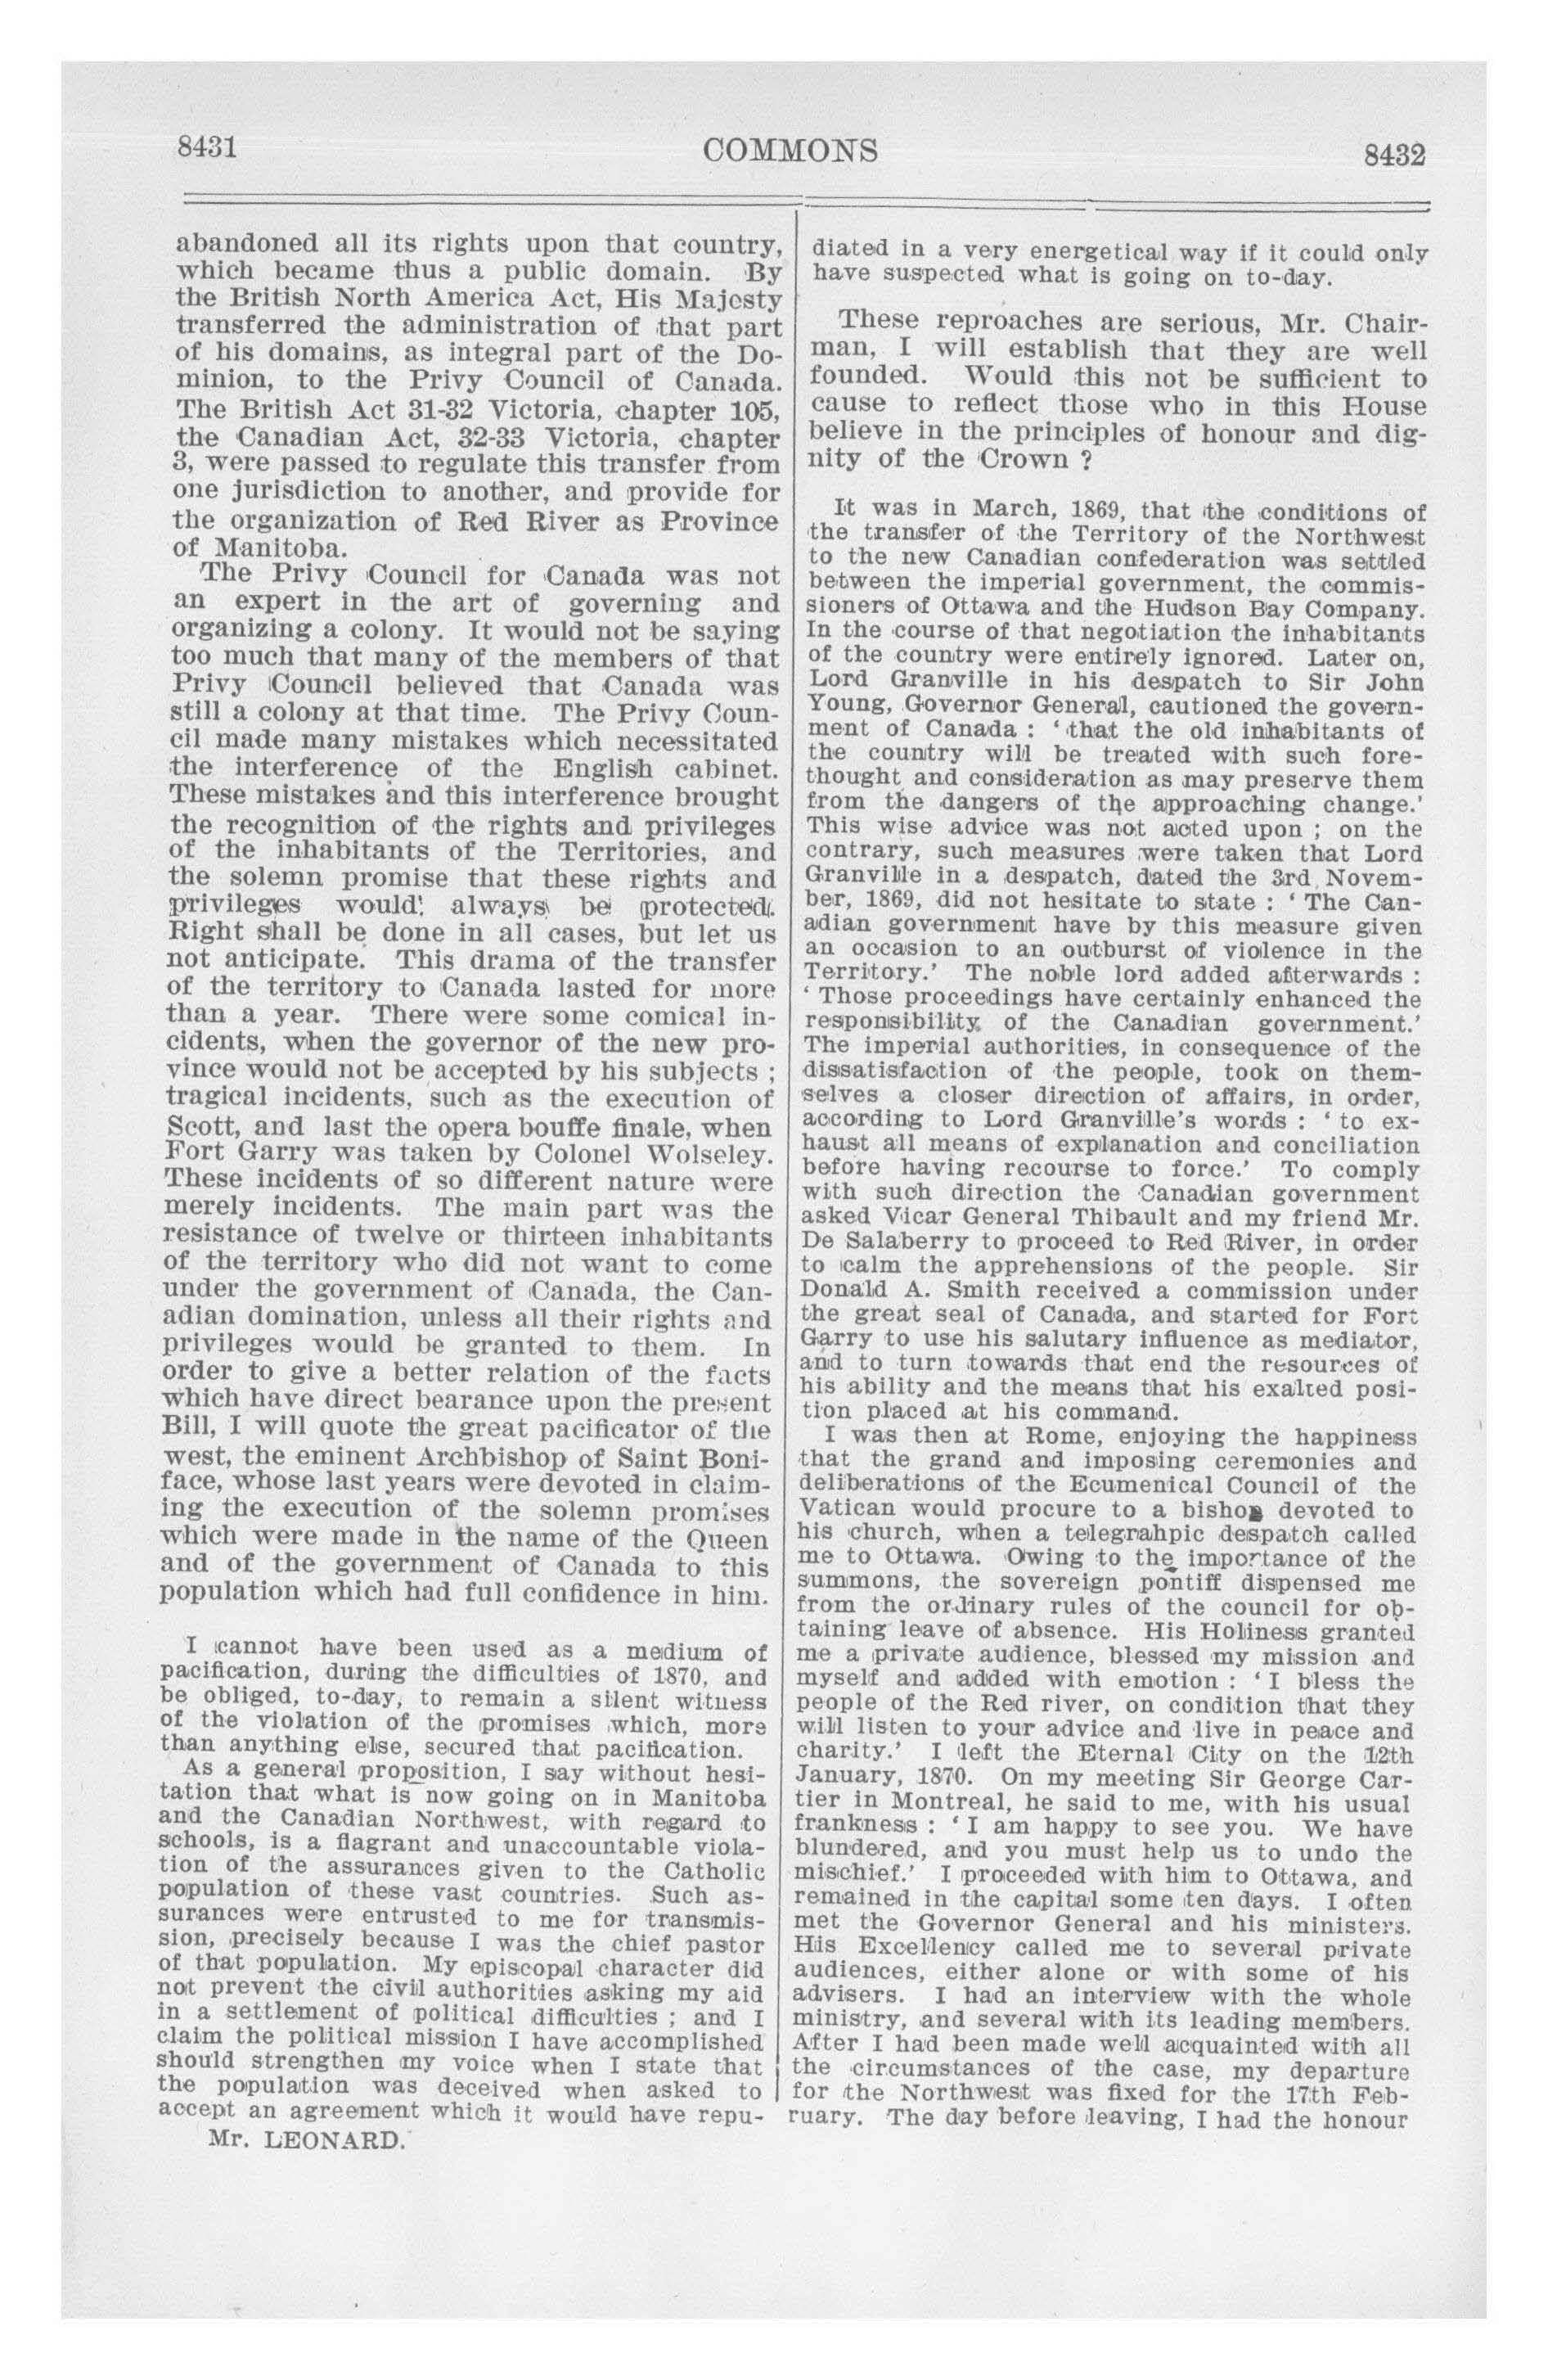 8431
COMMONS
8432
abandoned all its rights upon that country,
which became thus a public domain. By
the British North America Act, His Majesty
transferred the administration of that part
of his domains, as integral part of the Do-
minion, to the Privy Council of Canada.
The British Act 31-32 Victoria, chapter 105,
the Canadian Act, 32-33 Victoria, chapter
3, were passed to regulate this transfer from
one jurisdiction to another, and provide for
the organization of Red River as Province
of Manitoba.
The Privy Council for Canada was not
an expert in the art of governing and
organizing a colony. It would not be saying
too much that many of the members of that
Privy Council believed that Canada was
still a colony at that time. The Privy Coun-
cil made many mistakes which necessitated
the interference of the English cabinet.
These mistakes and this interference brought
the recognition of the rights and privileges
of the inhabitants of the Territories, and
the solemn promise that these rights and
privileges would always be protected.
Right shall be done in all cases, but let us
not anticipate. This drama of the transfer
of the territory to Canada lasted for more
than a year. There were some comical in-
cidents, when the governor of the new pro-
vince would not be accepted by his subjects ;
tragical incidents, such as the execution of
Scott, and last the opera bouffe finale, when
Fort Garry was taken by Colonel Wolseley.
These incidents of so different nature were
merely incidents. The main part was the
resistance of twelve or thirteen inhabitants
of the territory who did not want to come
under the government of Canada, the Can-
adian domination, unless all their rights and
privileges would be granted to them. In
order to give a better relation of the facts
which have direct bearance upon the present
Bill, I will quote the great pacificator of the
west, the eminent Archbishop of Saint Boni-
face, whose last years were devoted in claim-
ing the execution of the solemn promises
which were made in the name of the Queen
and of the government of Canada to this
population which had full confidence in him.
I cannot have been used as a medium of
pacification, during the difficulties of 1870, and
be obliged, to-day, to remain a silent witness
of the violation of the promises which, more
than anything else, secured that pacification.
As a general proposition, I say without hesi-
tation that what is now going on in Manitoba
and the Canadian Northwest, with regard to
schools, is a flagrant and unaccountable viola-
tion of the assurances given to the Catholic
population of these vast countries. Such as-
surances were entrusted to me for transmis-
sion, precisely because I was the chief pastor
of that population. My episcopal character did
not prevent the civil authorities asking my aid
in a settlement of political difficulties ; and I
claim the political mission I have accomplished
should strengthen my voice when I state that
the population was deceived when asked to
accept an agreement which it would have repu-
Mr. LEONARD.
diated in a very energetical way if it could only
have suspected what is going on to-day.
These reproaches are serious, Mr. Chair-
man, I will establish that they are well
founded. Would this not be sufficient to
cause to reflect those who in this House
believe in the principles of honour and dig-
nity of the Crown ?
It was in March, 1869, that the conditions of
the transfer of the Territory of the Northwest
to the new Canadian confederation was settled
between the imperial government, the commis-
sioners of Ottawa and the Hudson Bay Company.
In the course of that negotiation the inhabitants
of the country were entirely ignored. Later on,
Lord Granville in his despatch to Sir John
Young, Governor General, cautioned the govern-
ment of Canada : ' that the old inhabitants of
the country will be treated with such fore-
thought and consideration as may preserve them
from the dangers of the approaching change.'
This wise advice was not acted upon ; on the
contrary, such measures were taken that Lord
Granville in a despatch, dated the 3rd Novem-
ber, 1869, did not hesitate to state : ' The Can-
adian government have by this measure given
an occasion to an outburst of violence in the
Territory.' The noble lord added afterwards :
' Those proceedings have certainly enhanced the
responsibility of the Canadian government.'
The imperial authorities, in consequence of the
dissatisfaction of the people, took on them-
selves a closer direction of affairs, in order,
according to Lord Granville's words : ' to ex-
haust all means of explanation and conciliation
before having recourse to force.' To comply
with such direction the Canadian government
asked Vicar General Thibault and my friend Mr.
De Salaberry to proceed to Red River, in order
to calm the apprehensions of the people. Sir
Donald A. Smith received a commission under
the great seal of Canada, and started for Fort
Garry to use his salutary influence as mediator,
and to turn towards that end the resources of
his ability and the means that his exalted posi-
tion placed at his command.
I was then at Rome, enjoying the happiness
that the grand and imposing ceremonies and
deliberations of the Ecumenical Council of the
Vatican would procure to a bishop devoted to
his church, when a telegrahpic despatch called
me to Ottawa. Owing to the importance of the
summons, the sovereign pontiff dispensed me
from the ordinary rules of the council for ob-
taining leave of absence. His Holiness granted
me a private audience, blessed my mission and
myself and added with emotion : ' I bless the
people of the Red river, on condition that they
will listen to your advice and live in peace and
charity.' I left the Eternal City on the 12th
January, 1870. On my meeting Sir George Car-
tier in Montreal, he said to me, with his usual
frankness : ' I am happy to see you. We have
blundered, and you must help us to undo the
mischief.' I proceeded with him to Ottawa, and
remained in the capital some ten days. I often
met the Governor General and his ministers.
His Excellency called me to several private
audiences, either alone or with some of his
advisers. I had an interview with the whole
ministry, and several with its leading members.
After I had been made well acquainted with all
the circumstances of the case, my departure
for the Northwest was fixed for the 17th Feb-
ruary. The day before leaving, I had the honour